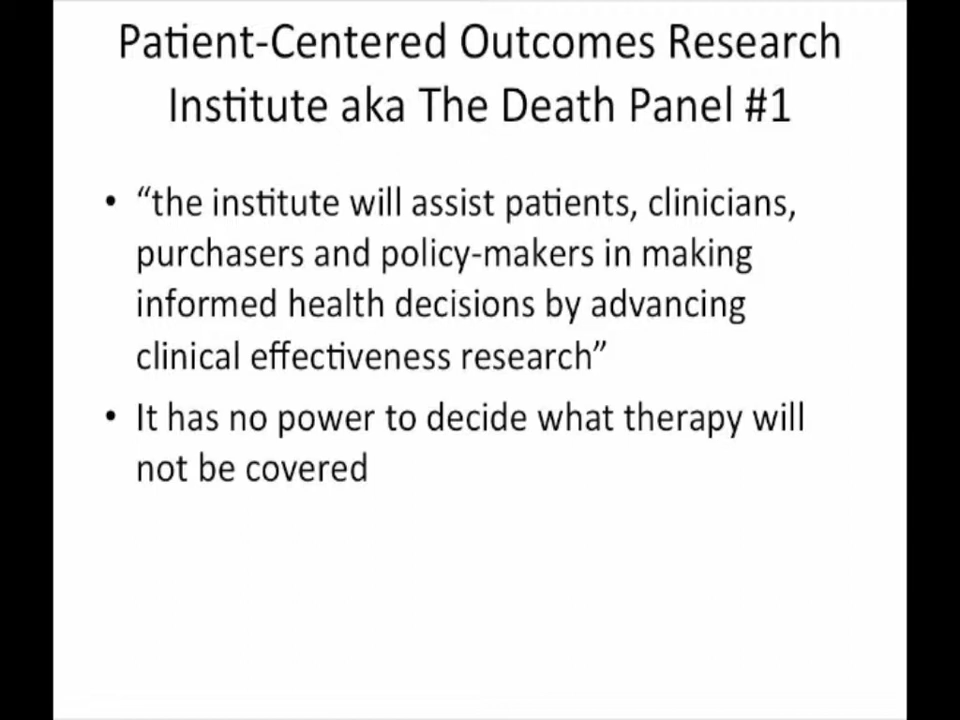 Patient-Centered Outcomes Research
Institute aka The Death Panel #1
• “the institute will assist patients, clinicians,
purchasers and policy-makers in making
informed health decisions by advancing
clinical effectiveness research”
• It has no power to decide what therapy will
not be covered